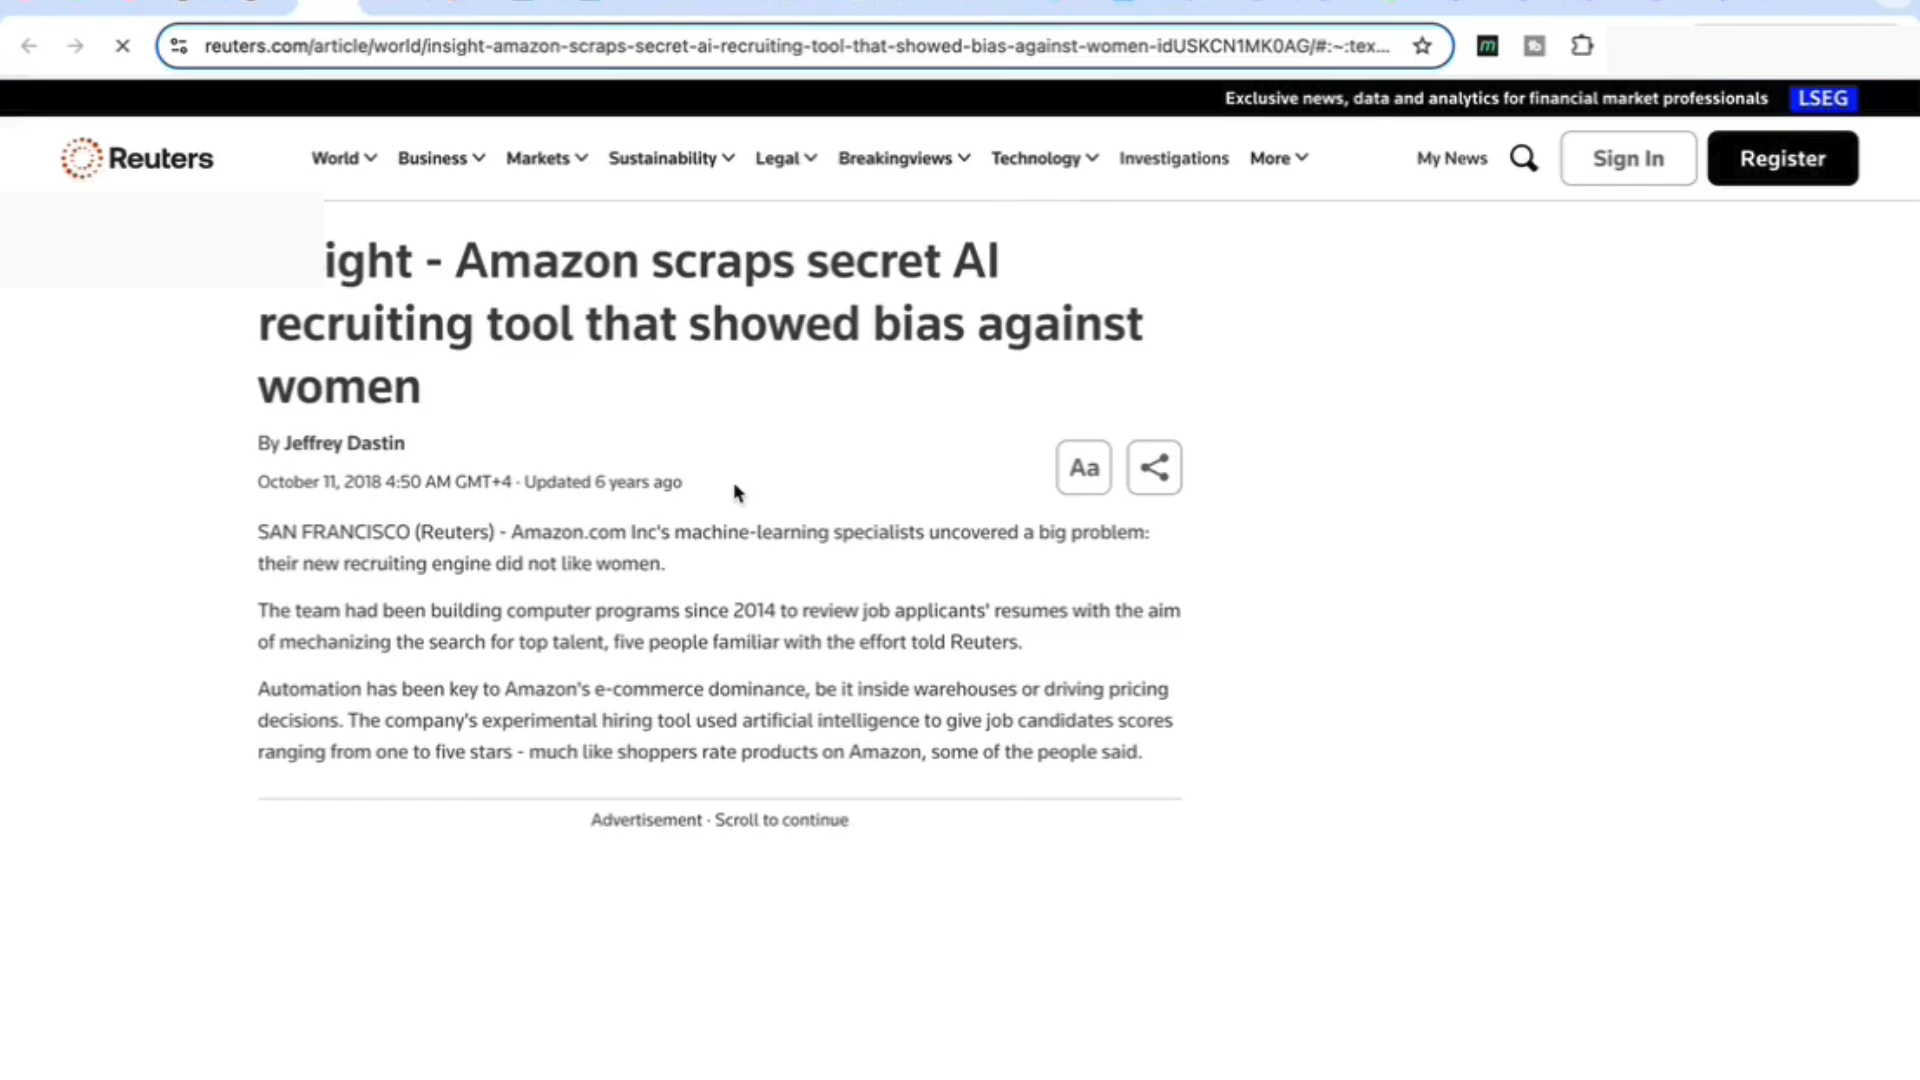 reuters.com/article/world/insight-amazon-scraps-secret-ai-recruiting-tool-that-showed-bias-against-women-idUSKCN1MK0AG/#:~:tex...
Exclusive news, data and analytics for financial market professionals LSEG
Reuters World Business Markets Sustainability Legal Breakingviews Technology Investigations More My News Sign In Register
ight - Amazon scraps secret AI
recruiting tool that showed bias against
women
By Jeffrey Dastin
Aa
October 11, 2018 4:50 AM GMT+4 · Updated 6 years ago
SAN FRANCISCO (Reuters) - Amazon.com Inc's machine-learning specialists uncovered a big problem:
their new recruiting engine did not like women.
The team had been building computer programs since 2014 to review job applicants' resumes with the aim
of mechanizing the search for top talent, five people familiar with the effort told Reuters.
Automation has been key to Amazon's e-commerce dominance, be it inside warehouses or driving pricing
decisions. The company's experimental hiring tool used artificial intelligence to give job candidates scores
ranging from one to five stars - much like shoppers rate products on Amazon, some of the people said.
Advertisement · Scroll to continue